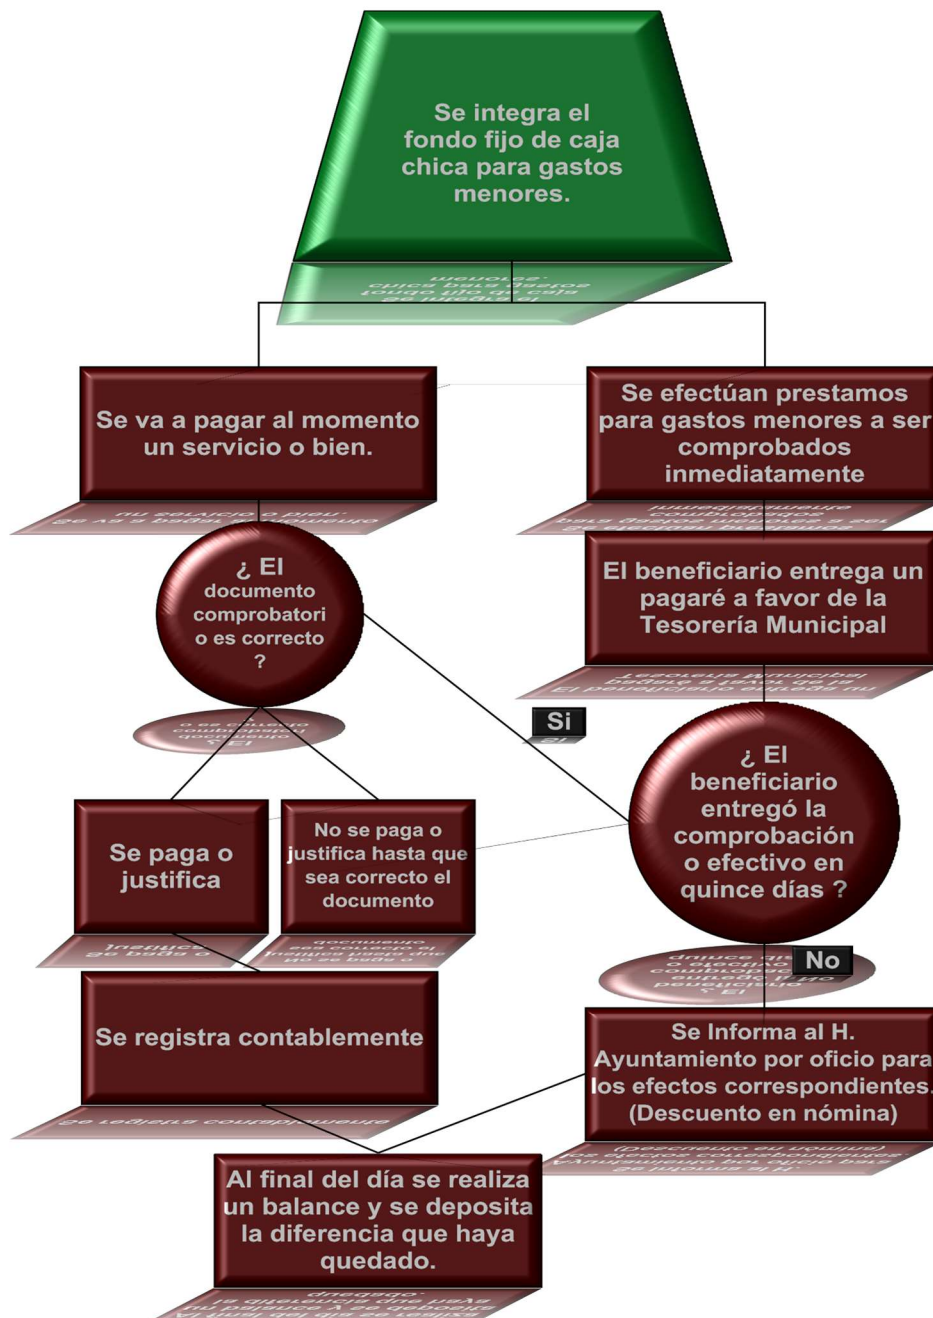 Se integra el
fondo fijo de caja
chica para gastos
menores.
Se va a pagar al momento
un servicio o bien.
Se efectúan prestamos
para gastos menores a ser
comprobados
inmediatamente
¿ El
documento
comprobatori
o es correcto
?
El beneficiario entrega un
pagaré a favor de la
Tesorería Municipal
Si
¿ El
beneficiario
entregó la
comprobación
o efectivo en
quince días ?
Se paga o
justifica
No se paga o
justifica hasta que
sea correcto el
documento
No
Se registra contablemente
Se Informa al H.
Ayuntamiento por oficio para
los efectos correspondientes.
(Descuento en nómina)
Al final del día se realiza
un balance y se deposita
la diferencia que haya
quedado.